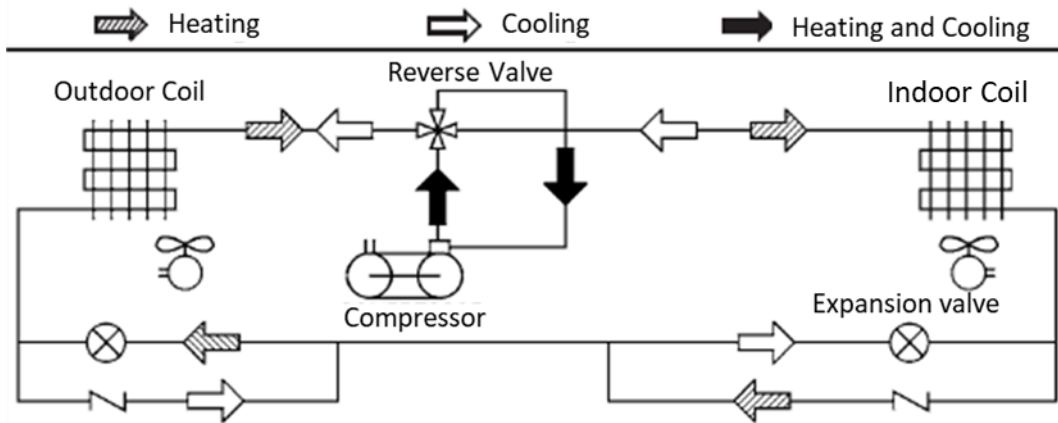 Heating
Cooling
Heating and Cooling
Reverse Valve
Outdoor Coil
Indoor Coil
Expansion valve
Compressor